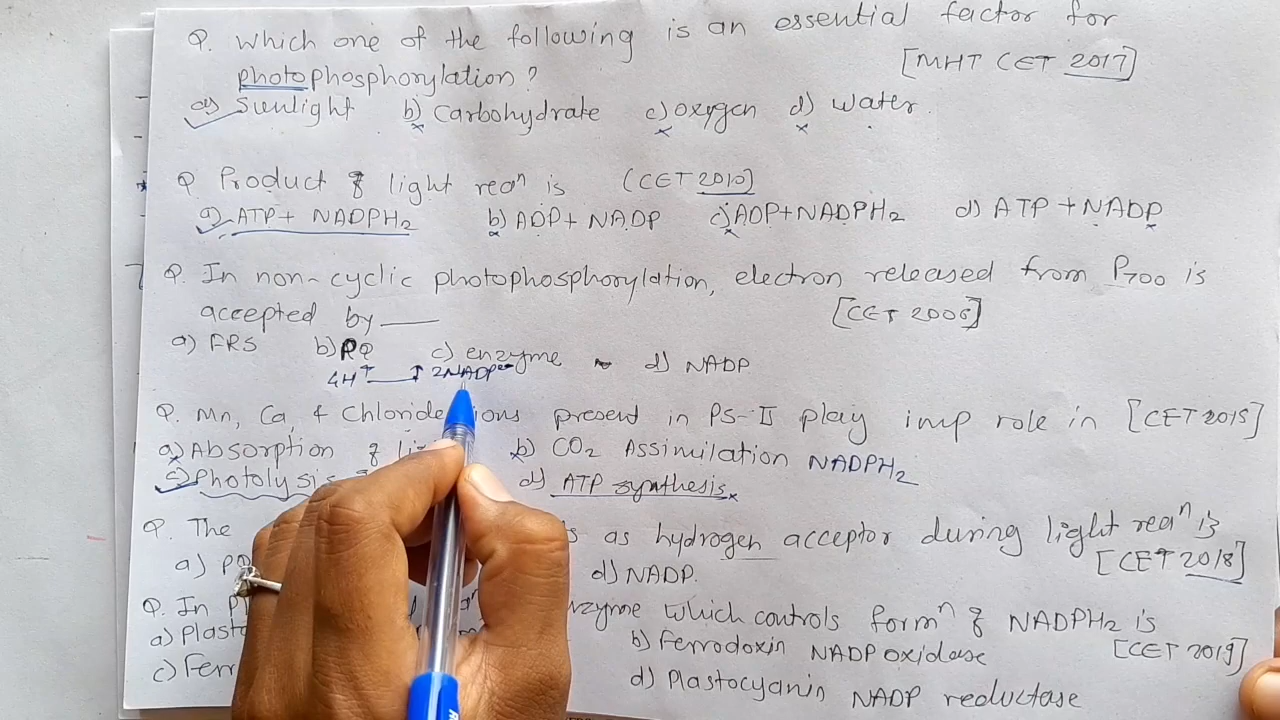 Q. Which one of the following is an essential factor for
photophosphorylation? [MHT CET 2017]
a) Sunlight b) Carbohydrate c) oxygen d) water.
Q Product of light reaⁿ is (CET 2010]
a) ATP + NADPH₂ b) ADP + NADP c) ADP+NADPH₂ d) ATP + NADP
Q. In non-cyclic photophosphorylation, electron released from P₇₀₀ is
accepted by ___ [CET 2006]
a) FRS b) PQ c) enzyme d) NADP
4H⁺ → 2NADP
Q. Mn, Ca, & Chloride ions present in PS-II play imp role in [CET 2015]
a) Absorption of b) CO₂ Assimilation NADPH₂
c) Photolysis d) ATP synthesis
Q. The as hydrogen acceptor during light reaⁿ is
a) d) NADP. [CET 2018]
Q. In enzyme which controls formⁿ of NADPH₂ is
a) b) Ferrodoxin NADP oxidase [CET 2019]
c) d) Plastocyanin NADP reductase